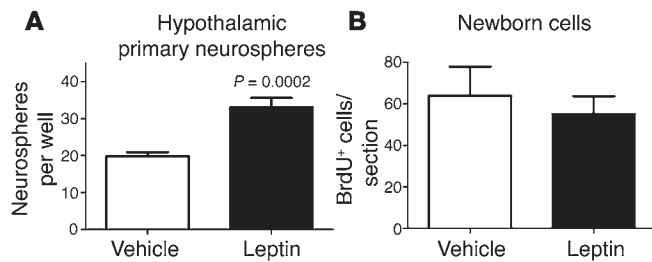 A
Hypothalamic
primary neurospheres
Neurospheres
per well
40
30
20
10
0
P = 0.0002
Vehicle
Leptin
B
Newborn cells
BrdU⁺ cells/
section
80
60
40
20
0
Vehicle
Leptin